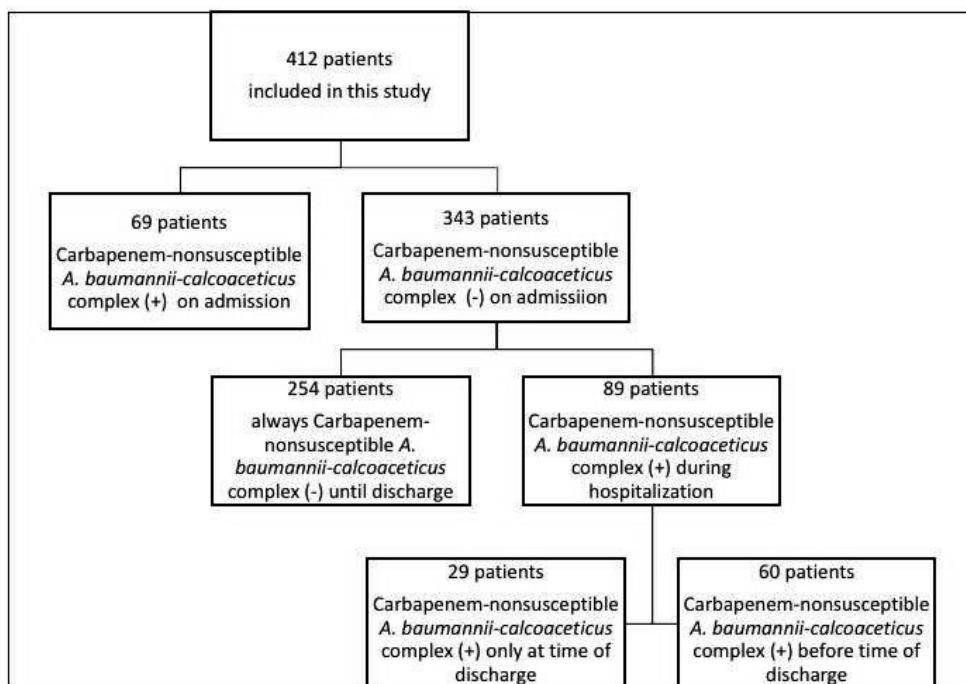 412 patients
included in this study
69 patients
Carbapenem-nonsusceptible
A. baumannii-calcoaceticus
complex (+) on admission
343 patients
Carbapenem-nonsusceptible
A. baumannii-calcoaceticus
complex (-) on admissiion
254 patients
always Carbapenem-
nonsusceptible A.
baumannii-calcoaceticus
complex (-) until discharge
89 patients
Carbapenem-nonsusceptible
A. baumannii-calcoaceticus
complex (+) during
hospitalization
29 patients
Carbapenem-nonsusceptible
A. baumannii-calcoaceticus
complex (+) only at time of
discharge
60 patients
Carbapenem-nonsusceptible
A. baumannii-calcoaceticus
complex (+) before time of
discharge